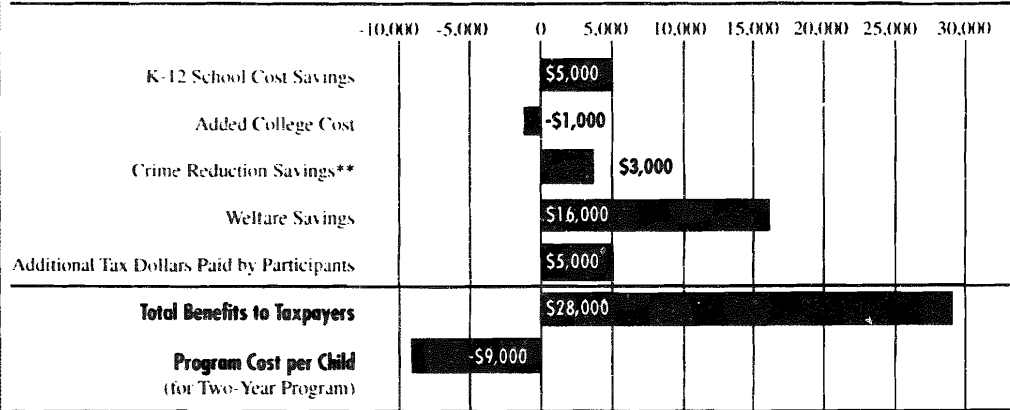 -10,000 -5,000 0 5,000 10,000 15,000 20,000 25,000 30,000
K-12 School Cost Savings $5,000
Added College Cost -$1,000
Crime Reduction Savings** $3,000
Welfare Savings $16,000
Additional Tax Dollars Paid by Participants $5,000
Total Benefits to Taxpayers $28,000
Program Cost per Child -$9,000
(for Two-Year Program)